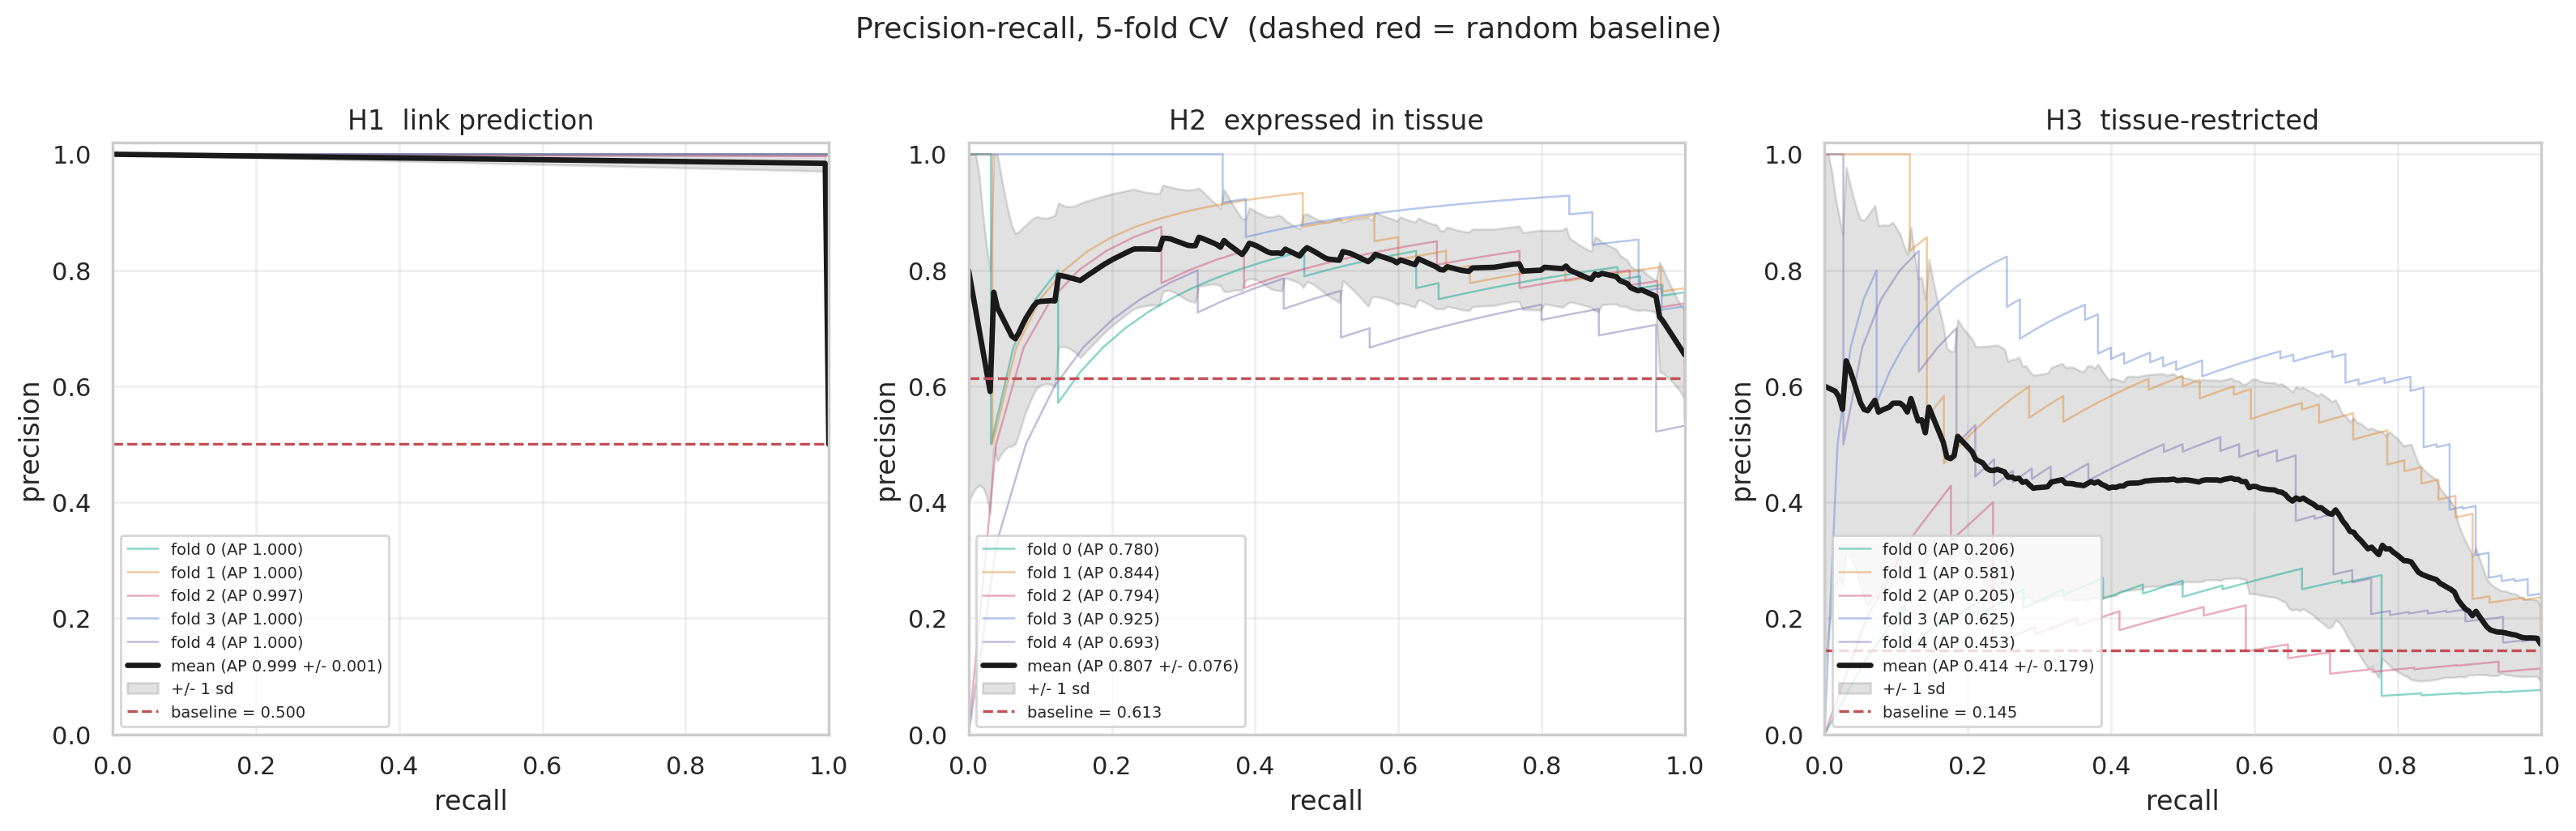 Precision-recall, 5-fold CV  (dashed red = random baseline)
H1  link prediction
precision
1.0
0.8
0.6
0.4
0.2
0.0
0.0 0.2 0.4 0.6 0.8 1.0
recall
fold 0 (AP 1.000)
fold 1 (AP 1.000)
fold 2 (AP 0.997)
fold 3 (AP 1.000)
fold 4 (AP 1.000)
mean (AP 0.999 +/- 0.001)
+/- 1 sd
baseline = 0.500
H2  expressed in tissue
precision
1.0
0.8
0.6
0.4
0.2
0.0
0.0 0.2 0.4 0.6 0.8 1.0
recall
fold 0 (AP 0.780)
fold 1 (AP 0.844)
fold 2 (AP 0.794)
fold 3 (AP 0.925)
fold 4 (AP 0.693)
mean (AP 0.807 +/- 0.076)
+/- 1 sd
baseline = 0.613
H3  tissue-restricted
precision
1.0
0.8
0.6
0.4
0.2
0.0
0.0 0.2 0.4 0.6 0.8 1.0
recall
fold 0 (AP 0.206)
fold 1 (AP 0.581)
fold 2 (AP 0.205)
fold 3 (AP 0.625)
fold 4 (AP 0.453)
mean (AP 0.414 +/- 0.179)
+/- 1 sd
baseline = 0.145